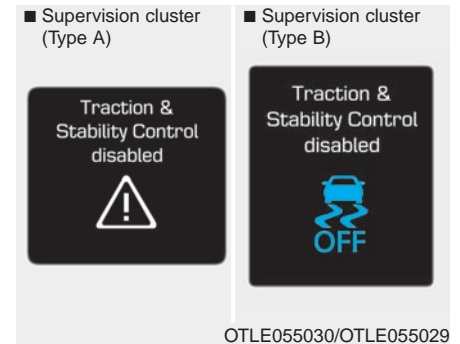 ■ Supervision cluster
(Type A)
■ Supervision cluster
(Type B)
Traction &
Stability Control
disabled
Traction &
Stability Control
disabled
OFF
OTLE055030/OTLE055029